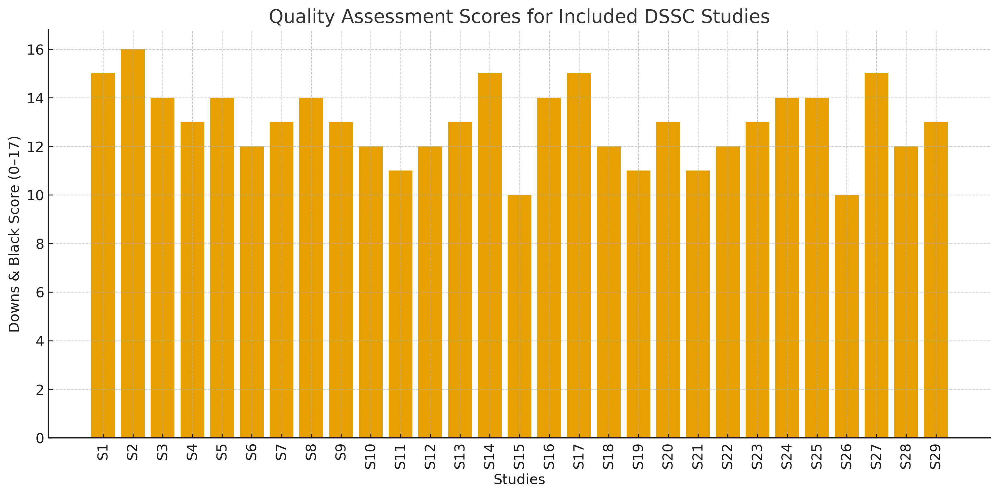 Quality Assessment Scores for Included DSSC Studies
Downs & Black Score (0–17)
16
14
12
10
8
6
4
2
0
S1
S2
S3
S4
S5
S6
S7
S8
S9
S10
S11
S12
S13
S14
S15
S16
S17
S18
S19
S20
S21
S22
S23
S24
S25
S26
S27
S28
S29
Studies